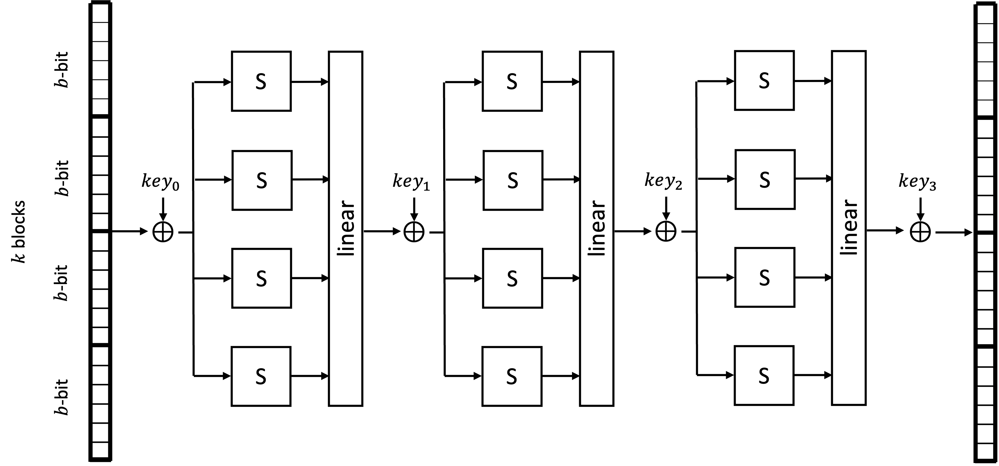 k blocks
b-bit
b-bit
b-bit
b-bit
key₀
S
S
S
S
linear
key₁
S
S
S
S
linear
key₂
S
S
S
S
linear
key₃